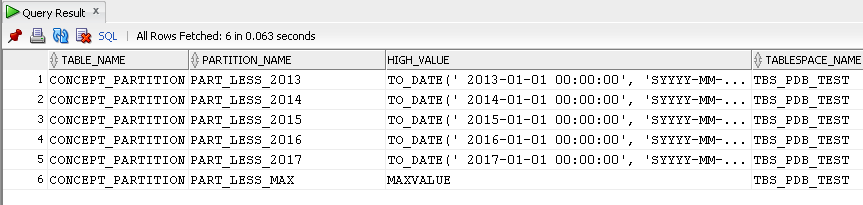 Query Result x
SQL | All Rows Fetched: 6 in 0.063 seconds
TABLE_NAME PARTITION_NAME HIGH_VALUE TABLESPACE_NAME
1 CONCEPT_PARTITION PART_LESS_2013 TO_DATE(' 2013-01-01 00:00:00', 'SYYYY-MM-... TBS_PDB_TEST
2 CONCEPT_PARTITION PART_LESS_2014 TO_DATE(' 2014-01-01 00:00:00', 'SYYYY-MM-... TBS_PDB_TEST
3 CONCEPT_PARTITION PART_LESS_2015 TO_DATE(' 2015-01-01 00:00:00', 'SYYYY-MM-... TBS_PDB_TEST
4 CONCEPT_PARTITION PART_LESS_2016 TO_DATE(' 2016-01-01 00:00:00', 'SYYYY-MM-... TBS_PDB_TEST
5 CONCEPT_PARTITION PART_LESS_2017 TO_DATE(' 2017-01-01 00:00:00', 'SYYYY-MM-... TBS_PDB_TEST
6 CONCEPT_PARTITION PART_LESS_MAX MAXVALUE TBS_PDB_TEST